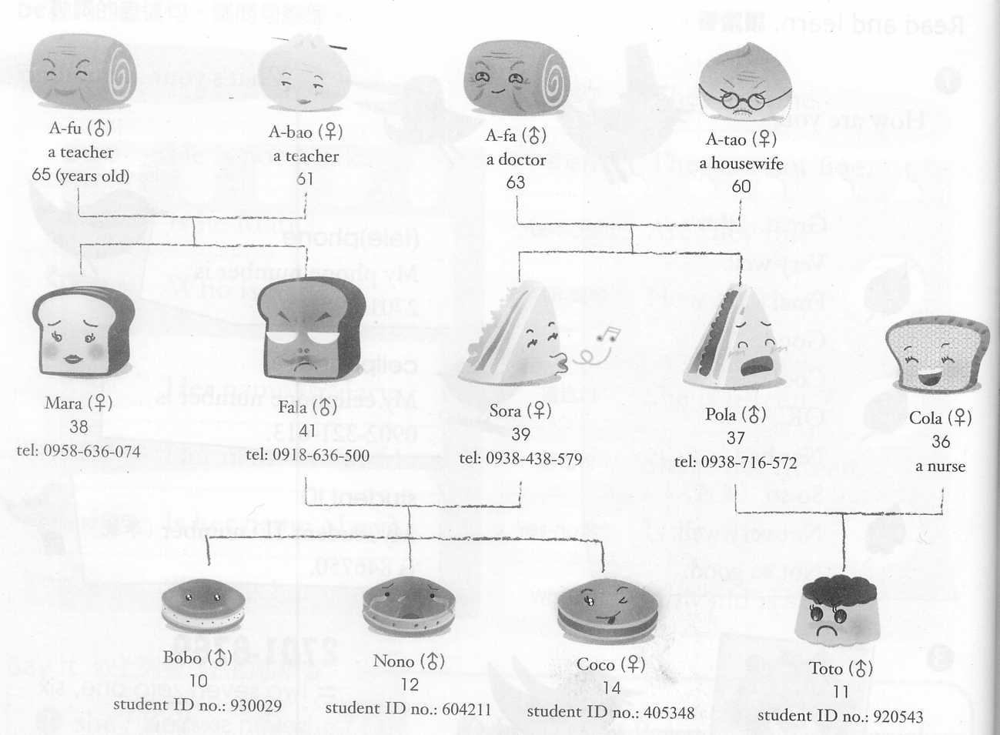 A-fu (♂)
a teacher
65 (years old)
A-bao (♀)
a teacher
61
A-fa (♂)
a doctor
63
A-tao (♀)
a housewife
60
Mara (♀)
38
tel: 0958-636-074
Fala (♂)
41
tel: 0918-636-500
Sora (♀)
39
tel: 0938-438-579
Pola (♂)
37
tel: 0938-716-572
Cola (♀)
36
a nurse
Bobo (♂)
10
student ID no.: 930029
Nono (♂)
12
student ID no.: 604211
Coco (♀)
14
student ID no.: 405348
Toto (♂)
11
student ID no.: 920543